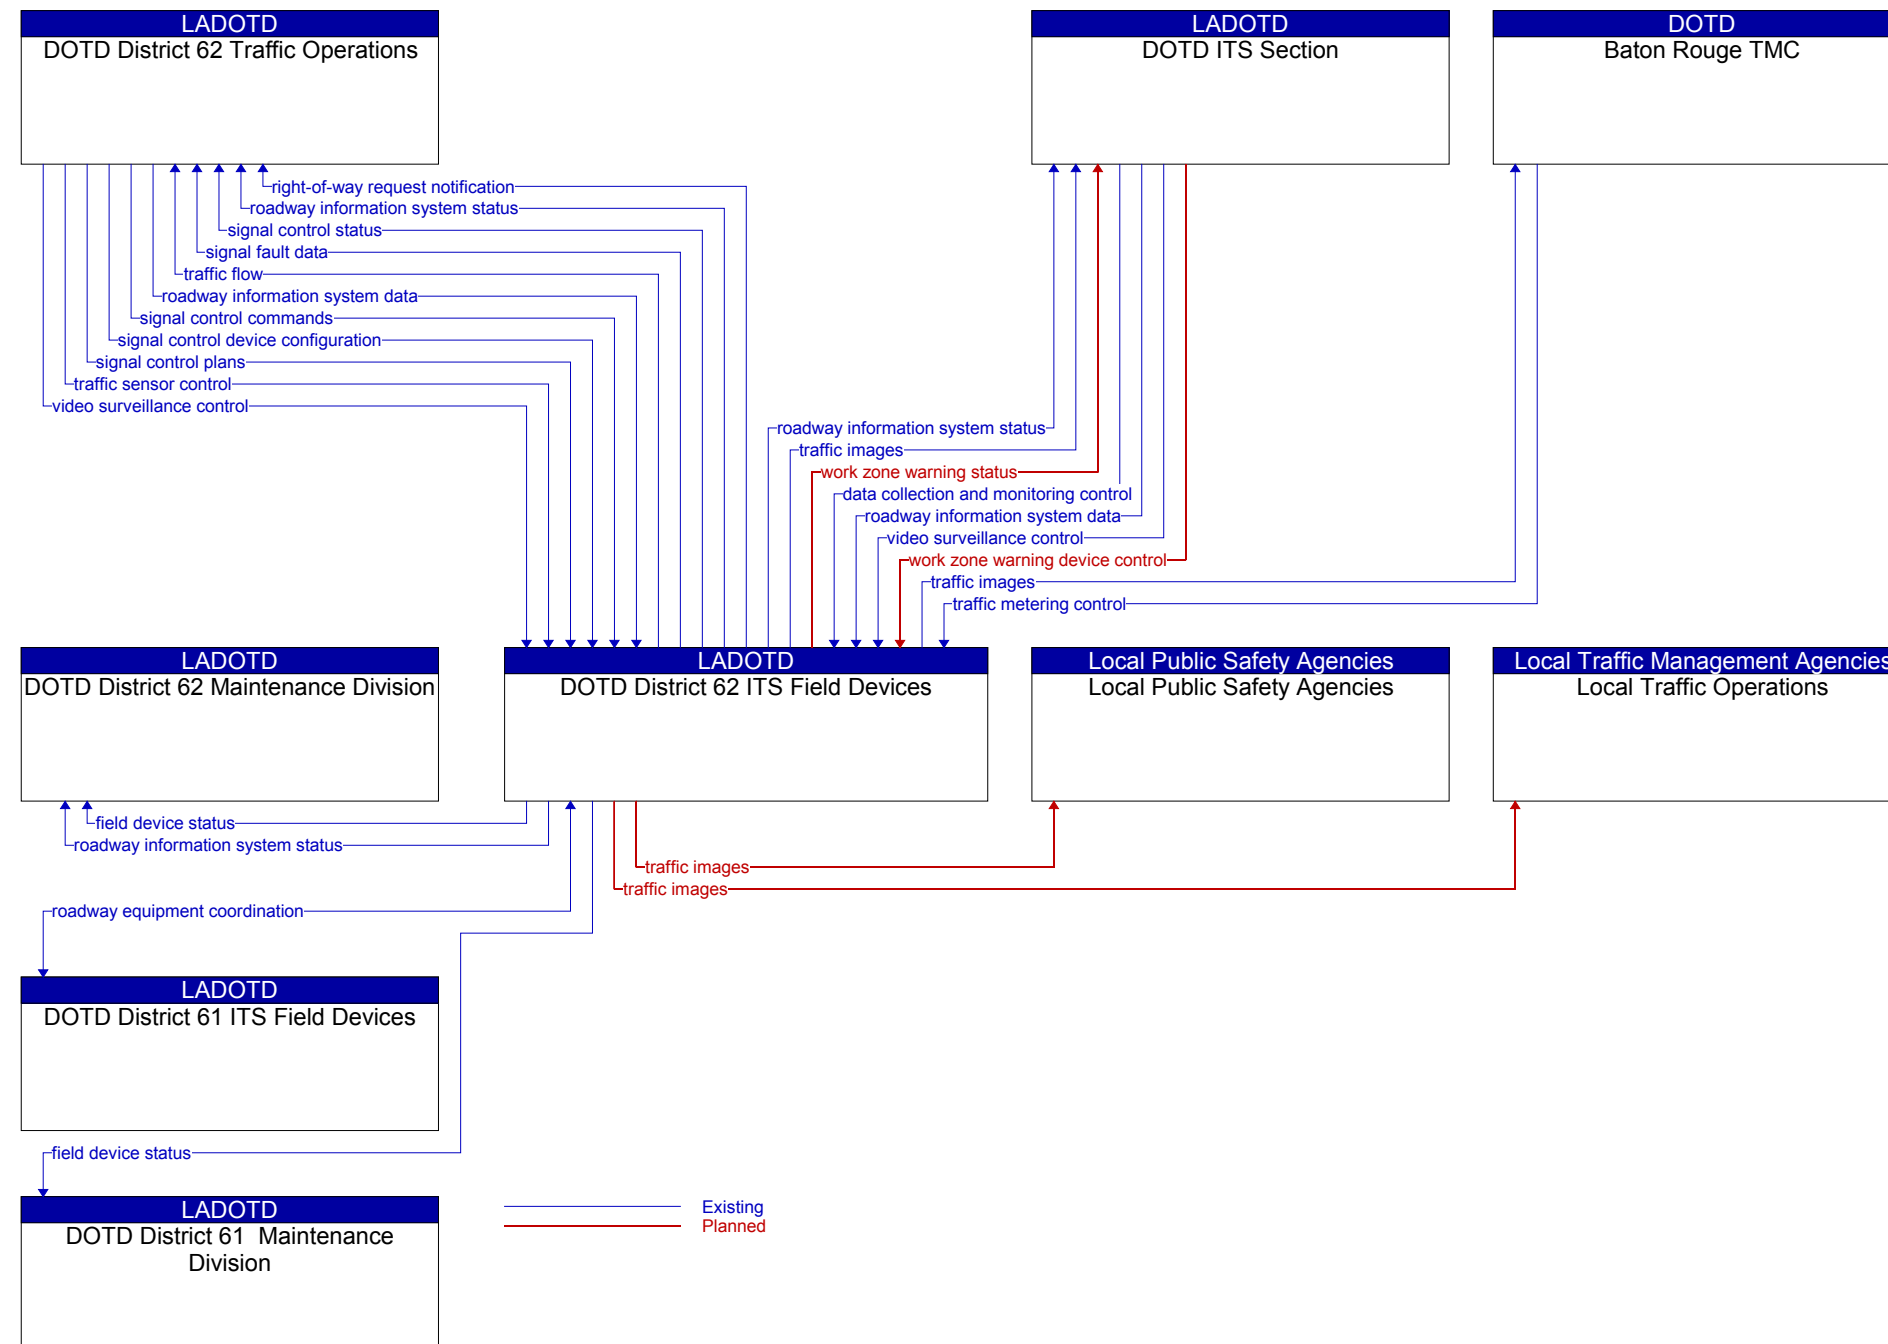 LADOTD
DOTD District 62 Traffic Operations
LADOTD
DOTD ITS Section
DOTD
Baton Rouge TMC
right-of-way request notification
roadway information system status
signal control status
signal fault data
traffic flow
roadway information system data
signal control commands
signal control device configuration
signal control plans
traffic sensor control
video surveillance control
roadway information system status
traffic images
work zone warning status
data collection and monitoring control
roadway information system data
video surveillance control
work zone warning device control
traffic images
traffic metering control
LADOTD
DOTD District 62 Maintenance Division
LADOTD
DOTD District 62 ITS Field Devices
Local Public Safety Agencies
Local Public Safety Agencies
Local Traffic Management Agencies
Local Traffic Operations
field device status
roadway information system status
traffic images
traffic images
roadway equipment coordination
LADOTD
DOTD District 61 ITS Field Devices
field device status
LADOTD
DOTD District 61  Maintenance
Division
Existing
Planned